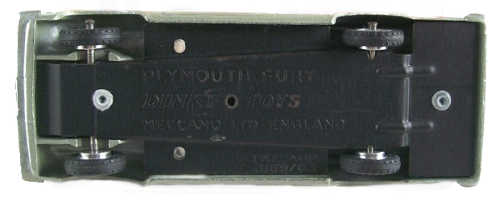 PLYMOUTH FURY
DINKY TOYS
MECCANO LTD ENGLAND